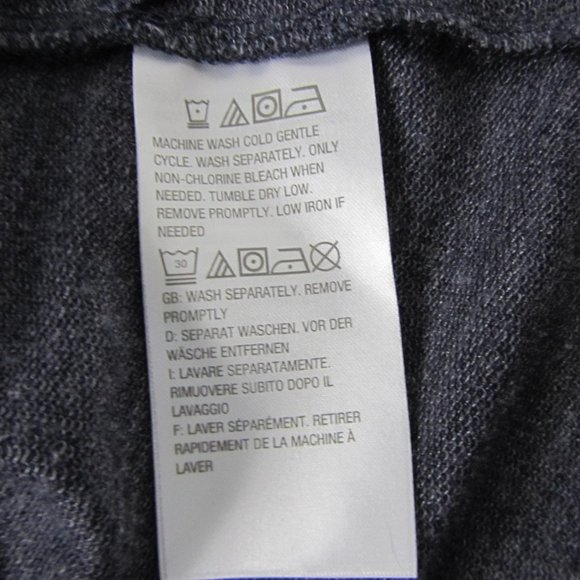 MACHINE WASH COLD GENTLE
CYCLE. WASH SEPARATELY. ONLY
NON-CHLORINE BLEACH WHEN
NEEDED. TUMBLE DRY LOW.
REMOVE PROMPTLY. LOW IRON IF
NEEDED
30
GB: WASH SEPARATELY. REMOVE
PROMPTLY
D: SEPARAT WASCHEN. VOR DER
WÄSCHE ENTFERNEN
I: LAVARE SEPARATAMENTE.
RIMUOVERE SUBITO DOPO IL
LAVAGGIO
F: LAVER SÉPARÉMENT. RETIRER
RAPIDEMENT DE LA MACHINE À
LAVER